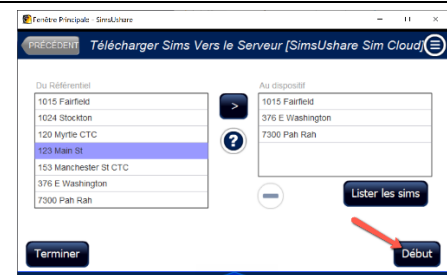 Fenêtre Principale - SimsUshare
PRÉCÉDENT Télécharger Sims Vers le Serveur [SimsUshare Sim Cloud]
Du Référentiel
1015 Fairfield
1024 Stockton
120 Myrtle CTC
123 Main St
153 Manchester St CTC
376 E Washington
7300 Pah Rah
>
?
Au dispositif
1015 Fairfield
376 E Washington
7300 Pah Rah
Lister les sims
Terminer
Début